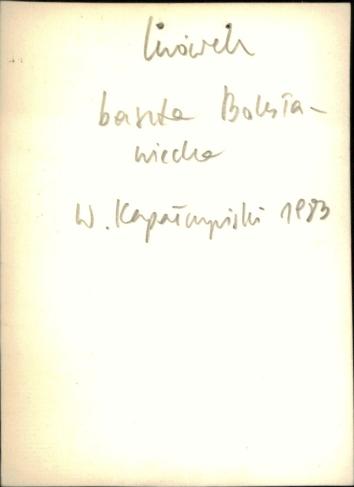 Lwówek
baszta Bolesła-
wiecka
W. Kapałczyński 1983